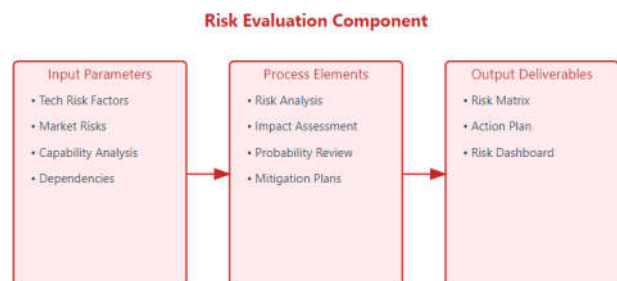 Risk Evaluation Component
Input Parameters
• Tech Risk Factors
• Market Risks
• Capability Analysis
• Dependencies
Process Elements
• Risk Analysis
• Impact Assessment
• Probability Review
• Mitigation Plans
Output Deliverables
• Risk Matrix
• Action Plan
• Risk Dashboard